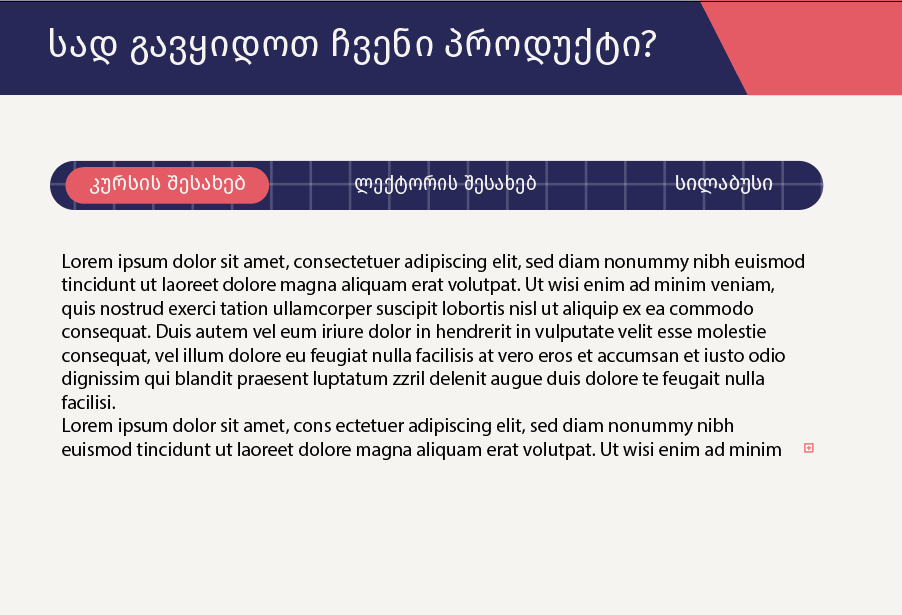 სად გავყიდოთ ჩვენი პროდუქტი?
კურსის შესახებ ლექტორის შესახებ სილაბუსი
Lorem ipsum dolor sit amet, consectetuer adipiscing elit, sed diam nonummy nibh euismod
tincidunt ut laoreet dolore magna aliquam erat volutpat. Ut wisi enim ad minim veniam,
quis nostrud exerci tation ullamcorper suscipit lobortis nisl ut aliquip ex ea commodo
consequat. Duis autem vel eum iriure dolor in hendrerit in vulputate velit esse molestie
consequat, vel illum dolore eu feugiat nulla facilisis at vero eros et accumsan et iusto odio
dignissim qui blandit praesent luptatum zzril delenit augue duis dolore te feugait nulla
facilisi.
Lorem ipsum dolor sit amet, cons ectetuer adipiscing elit, sed diam nonummy nibh
euismod tincidunt ut laoreet dolore magna aliquam erat volutpat. Ut wisi enim ad minim